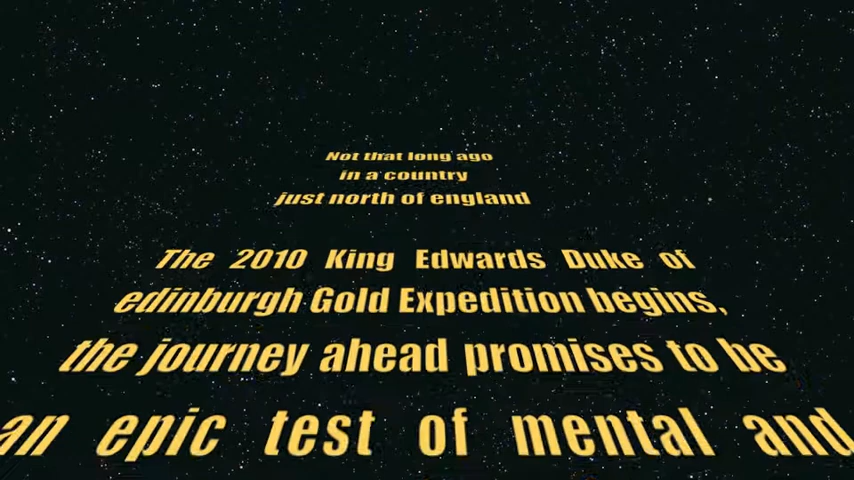 Not that long ago
in a country
just north of england
The 2010 King Edwards Duke of
edinburgh Gold Expedition begins,
the journey ahead promises to be
an epic test of mental and